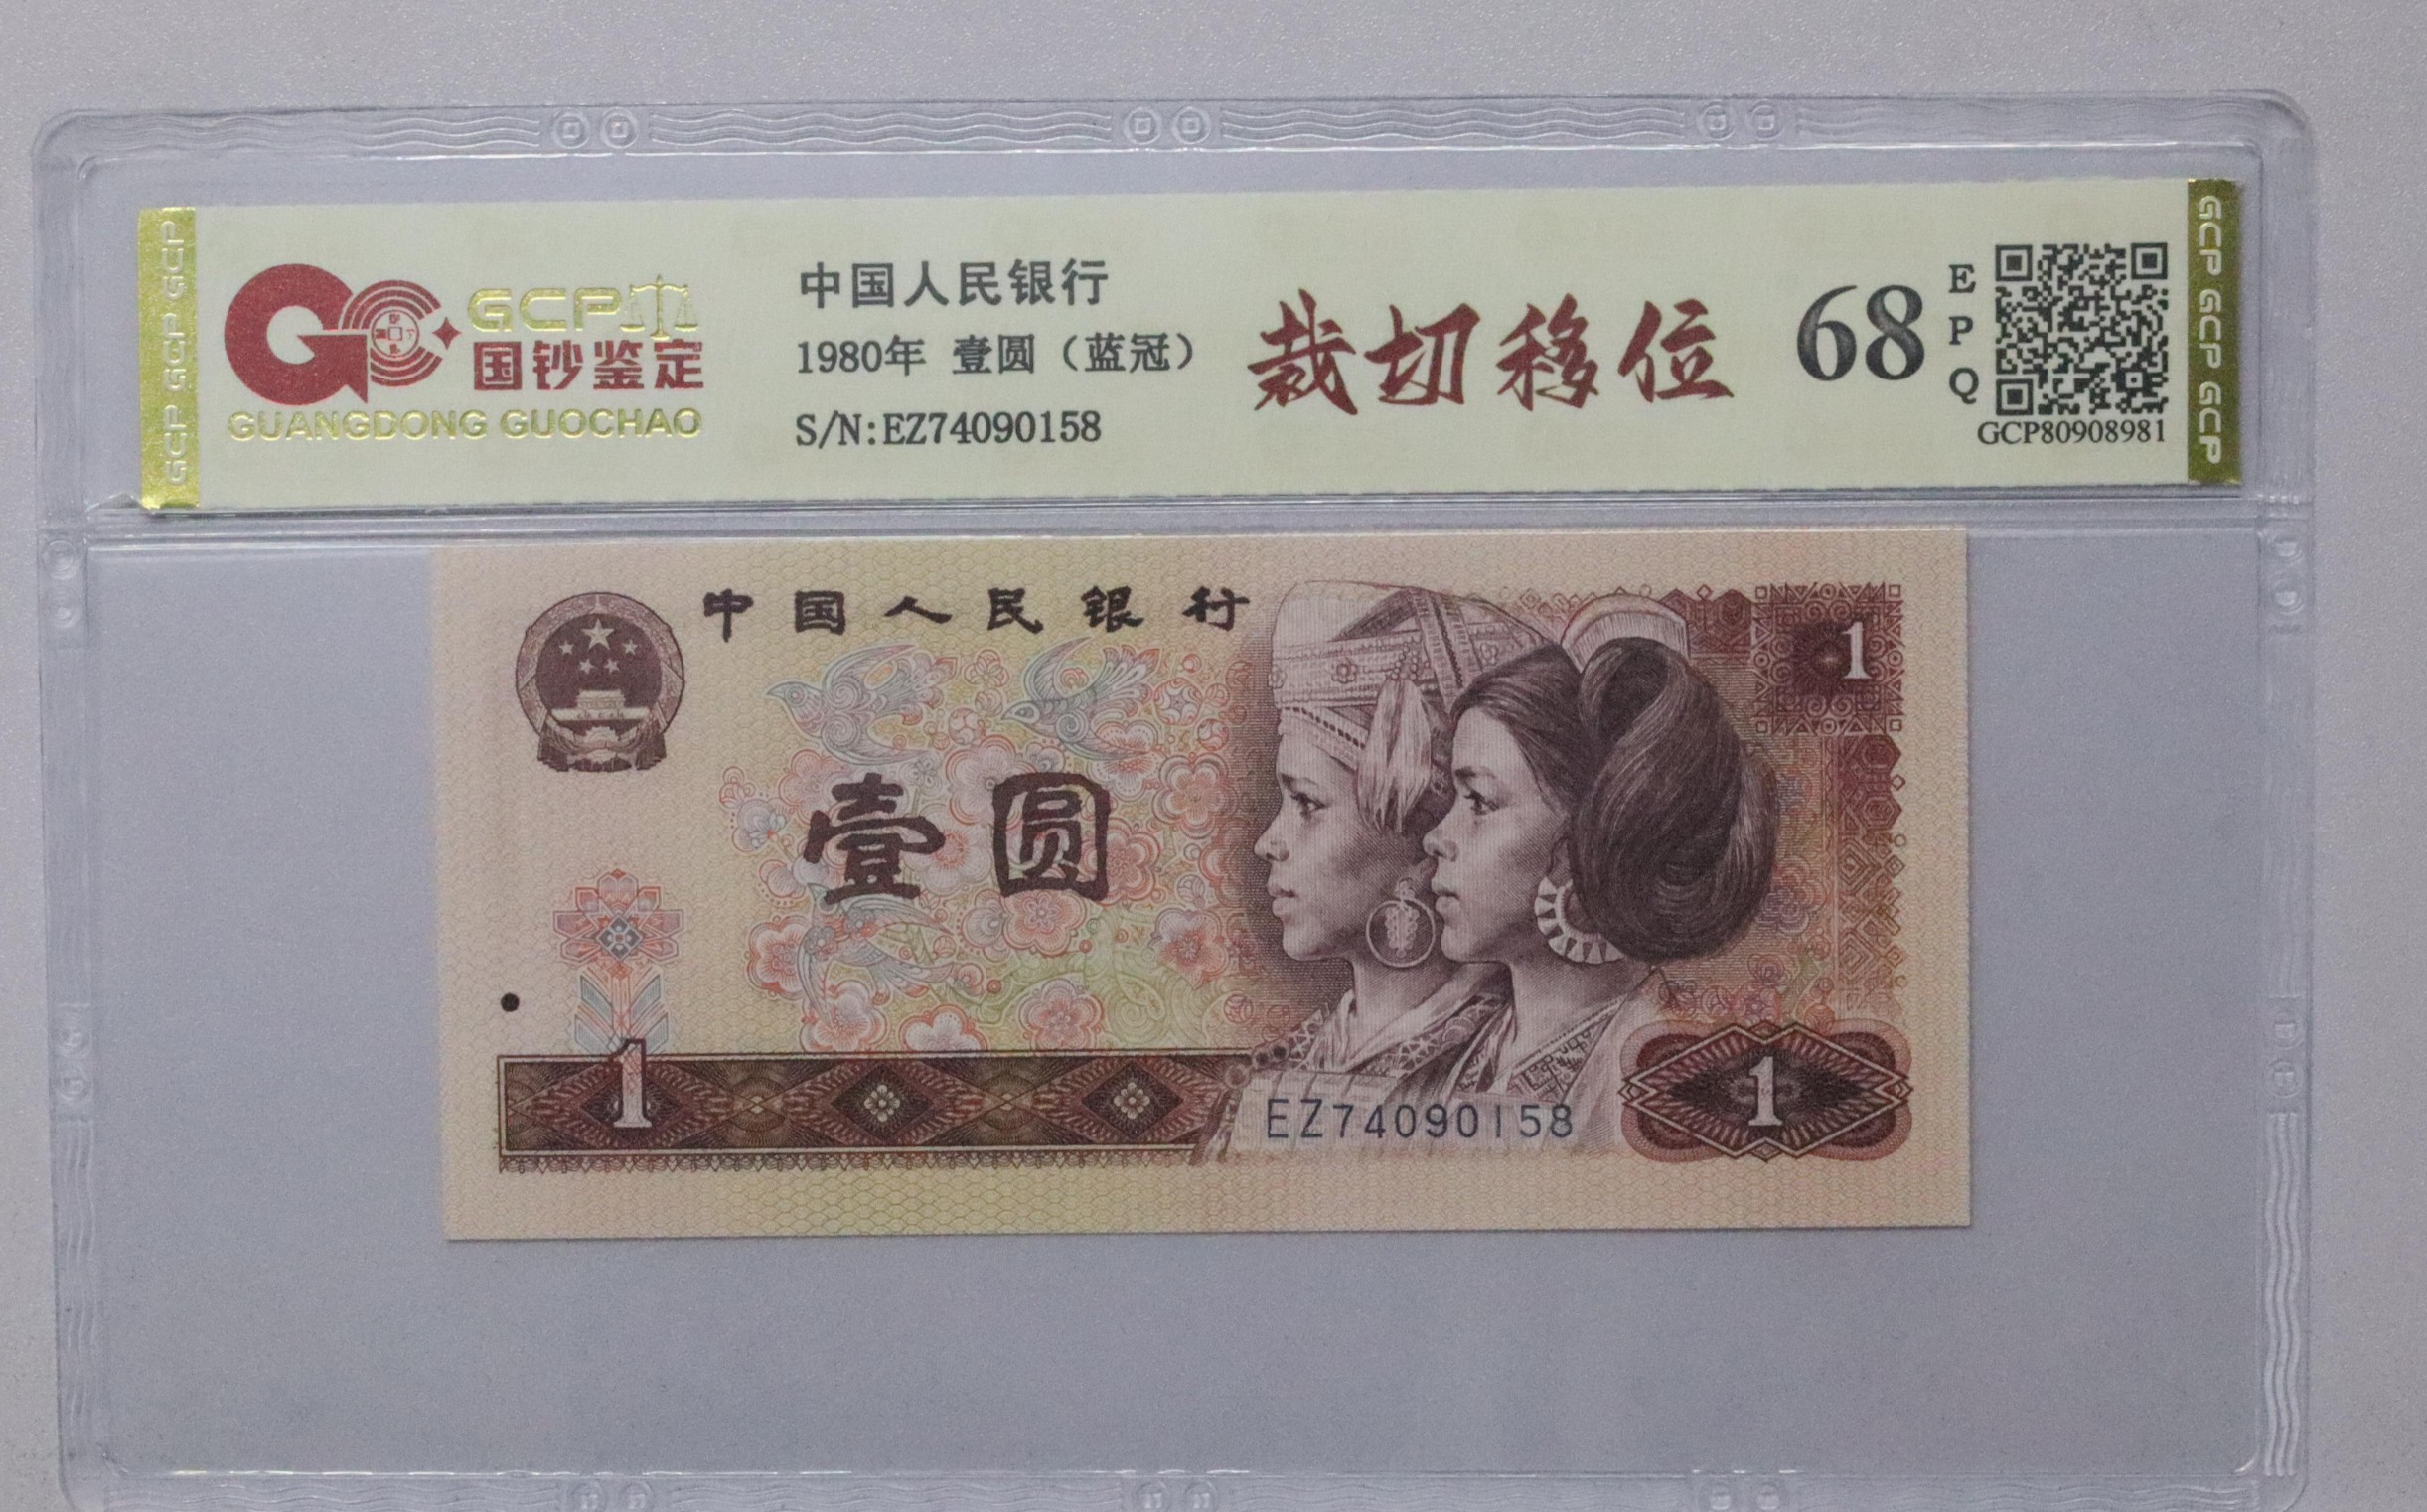 GCP GCP GCP
GCP
国钞鉴定
GUANGDONG GUOCHAO
中国人民银行
1980年 壹圆（蓝冠）
S/N:EZ74090158
裁切移位
68
E
P
Q
GCP80908981
GCP GCP GCP
中国人民银行
1
壹圆
1
EZ74090158
1